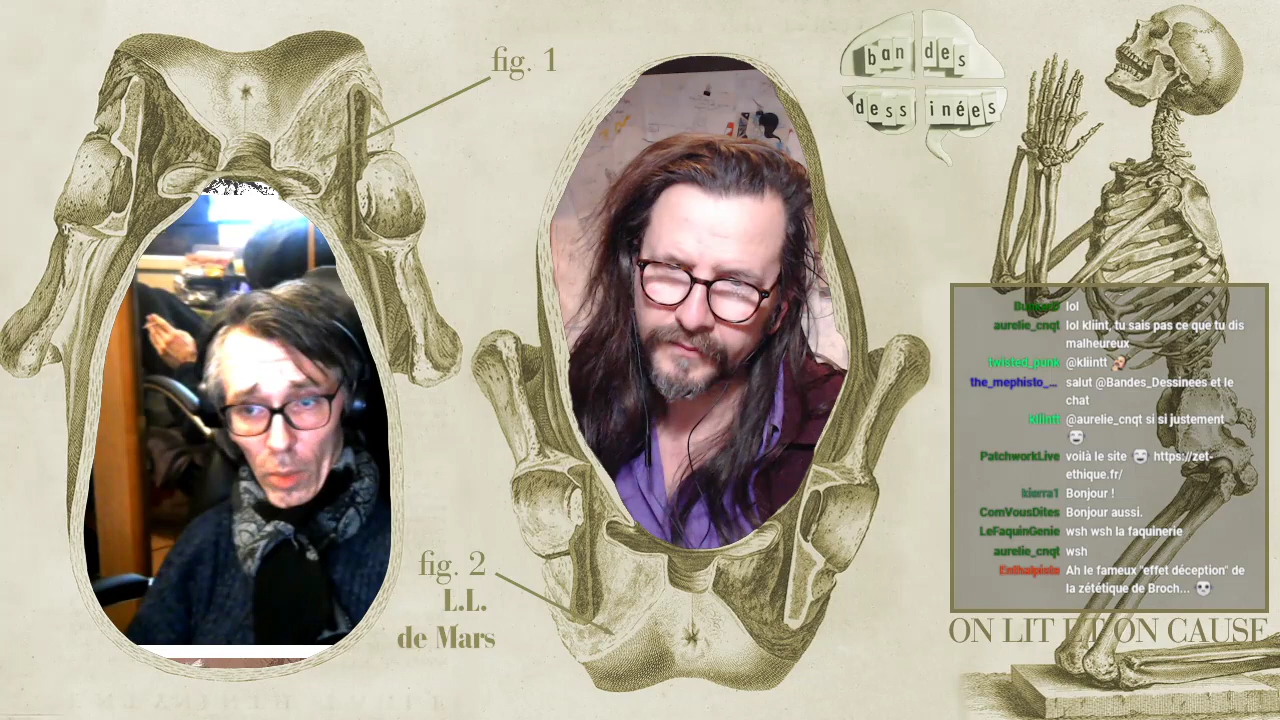 fig. 1
ban des
dess inées
lol
aurelie_cnqt lol kliint, tu sais pas ce que tu dis
malheureux
twisted_punk @kliintt
the_mephisto_... salut @Bandes_Dessinees et le
chat
kliintt @aurelie_cnqt si si justement
PatchworkLive voilà le site https://zet-
ethique.fr/
kierra1 Bonjour !
ComVousDites Bonjour aussi.
LeFaquinGenie wsh wsh la faquinerie
aurelie_cnqt wsh
Enthalpiste Ah le fameux "effet déception" de
la zététique de Broch...
fig. 2
L.L.
de Mars
ON LIT ET ON CAUSE